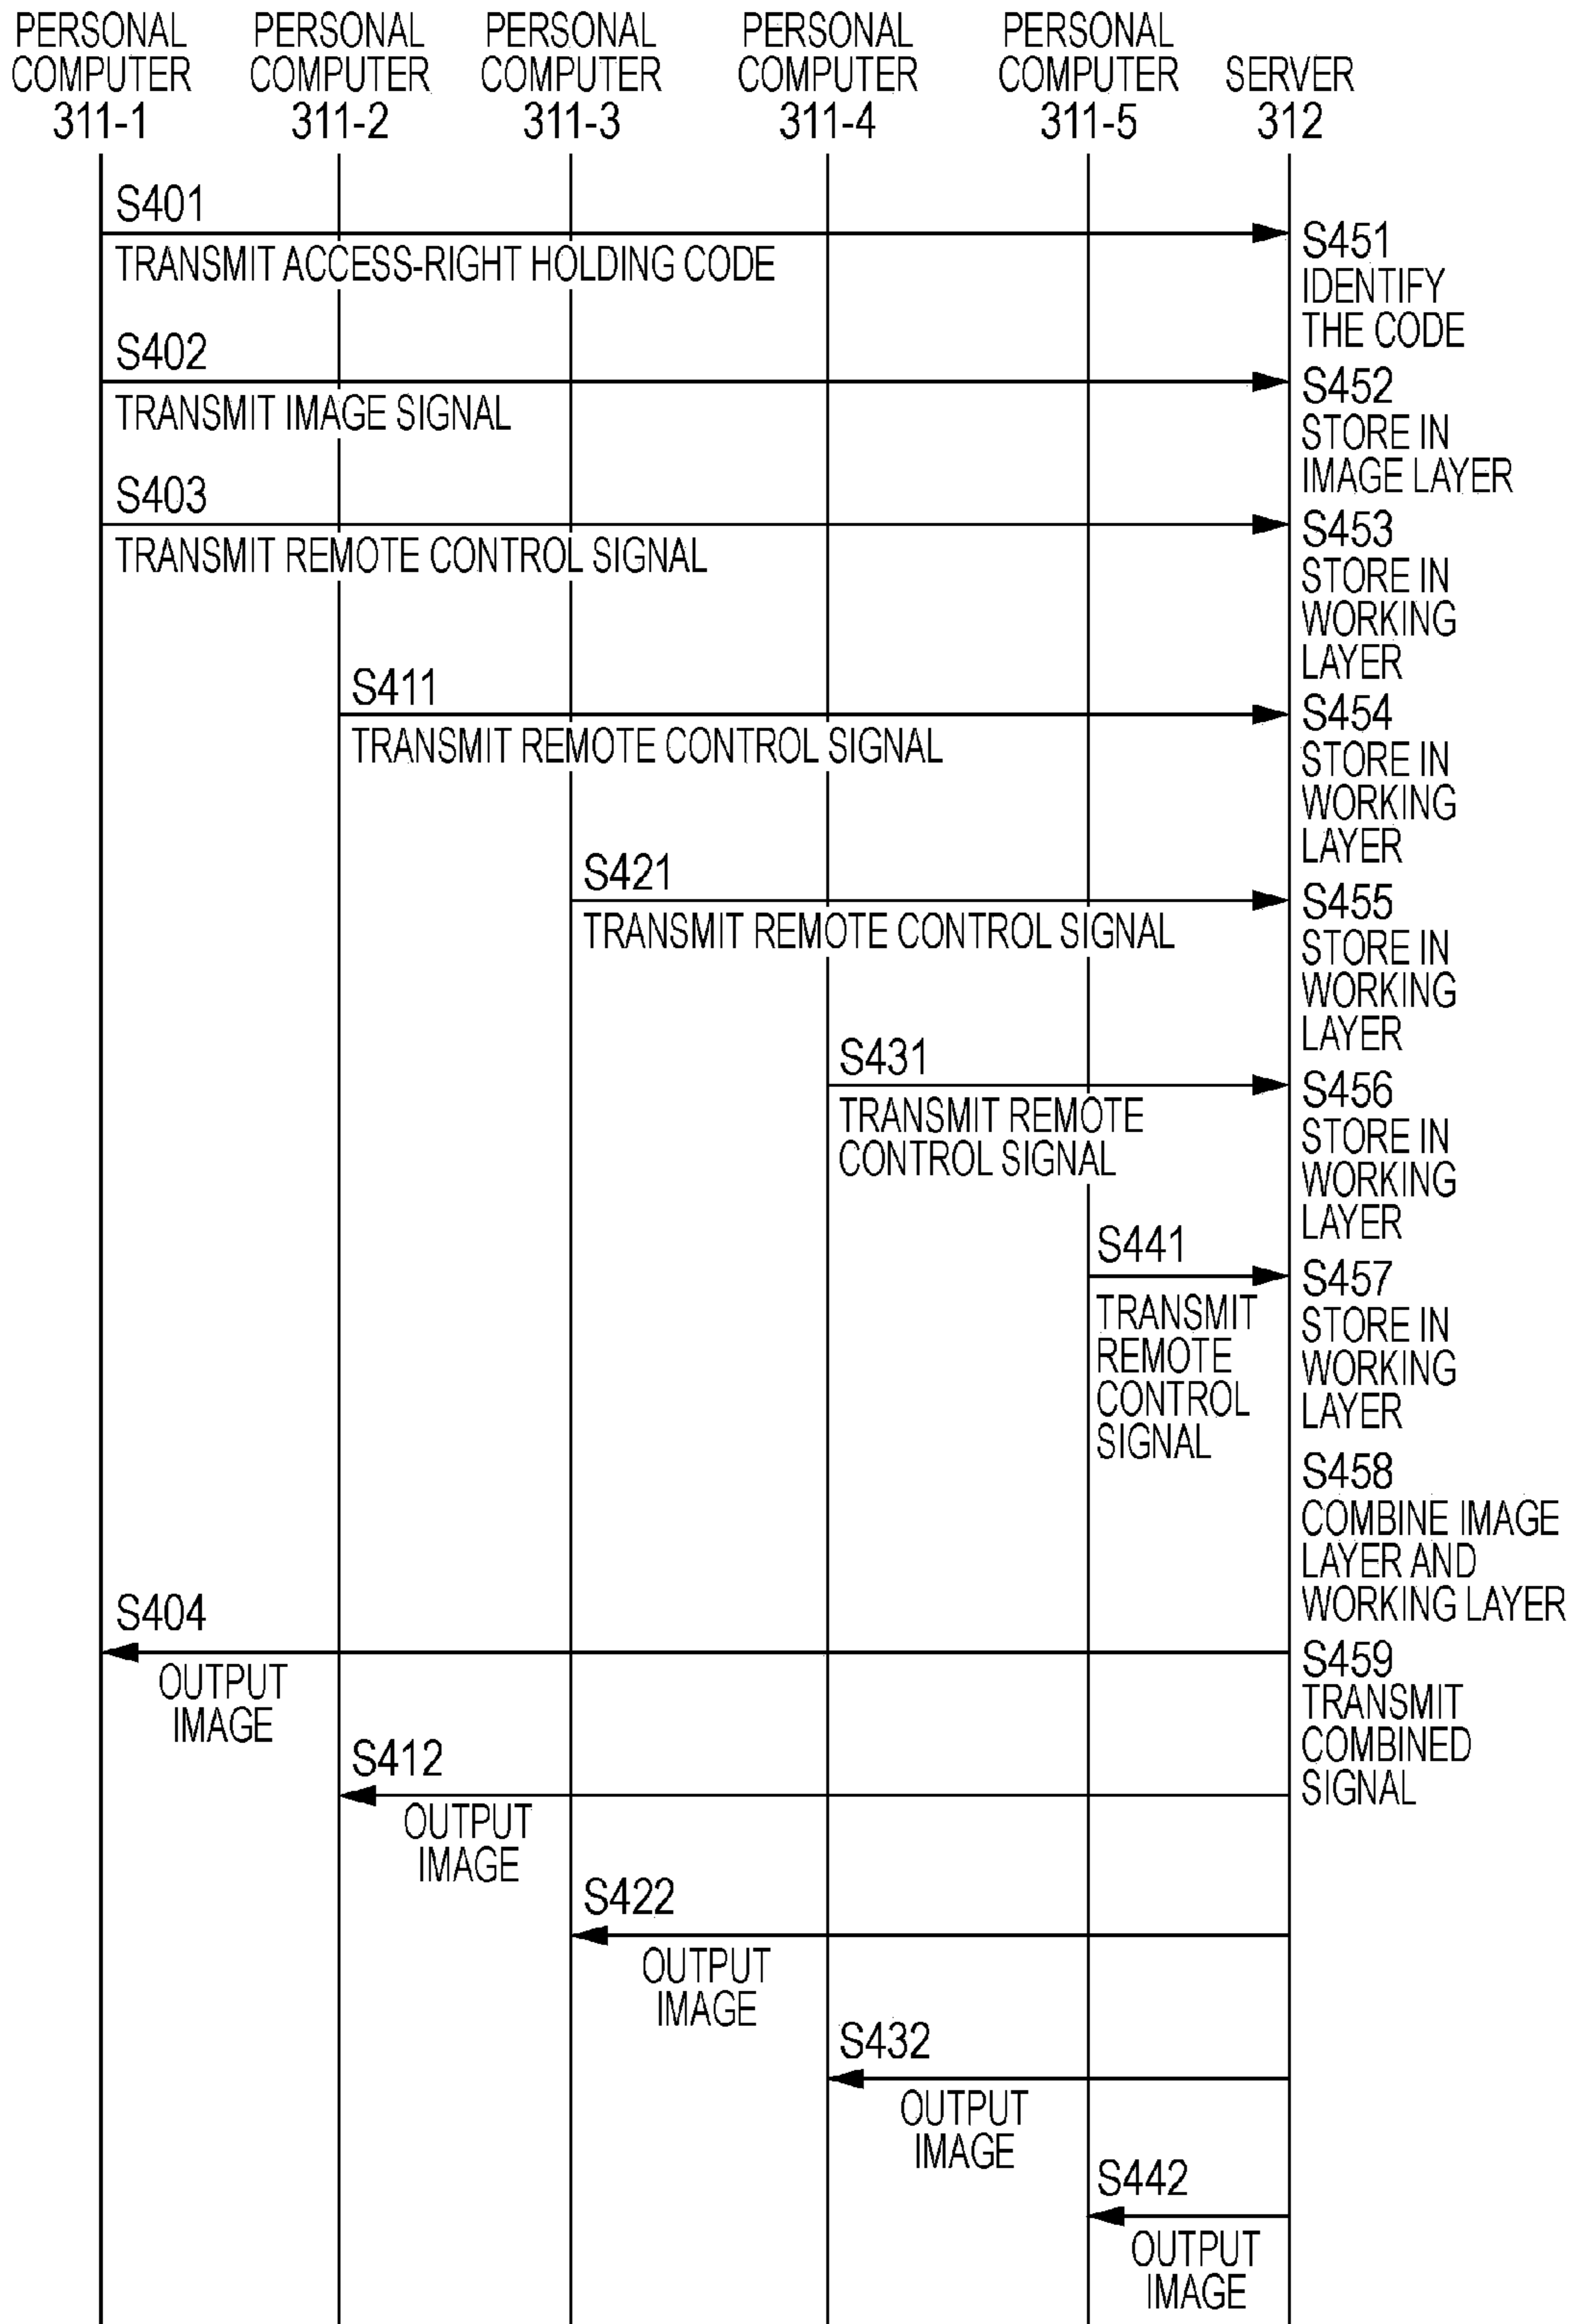 PERSONAL
COMPUTER
311-1
PERSONAL
COMPUTER
311-2
PERSONAL
COMPUTER
311-3
PERSONAL
COMPUTER
311-4
PERSONAL
COMPUTER
311-5
SERVER
312
S401
TRANSMIT ACCESS-RIGHT HOLDING CODE
S451
IDENTIFY
THE CODE
S402
TRANSMIT IMAGE SIGNAL
S452
STORE IN
IMAGE LAYER
S403
TRANSMIT REMOTE CONTROL SIGNAL
S453
STORE IN
WORKING
LAYER
S411
TRANSMIT REMOTE CONTROL SIGNAL
S454
STORE IN
WORKING
LAYER
S421
TRANSMIT REMOTE CONTROL SIGNAL
S455
STORE IN
WORKING
LAYER
S431
TRANSMIT REMOTE
CONTROL SIGNAL
S456
STORE IN
WORKING
LAYER
S441
TRANSMIT
REMOTE
CONTROL
SIGNAL
S457
STORE IN
WORKING
LAYER
S458
COMBINE IMAGE
LAYER AND
WORKING LAYER
S404
OUTPUT
IMAGE
S459
TRANSMIT
COMBINED
SIGNAL
S412
OUTPUT
IMAGE
S422
OUTPUT
IMAGE
S432
OUTPUT
IMAGE
S442
OUTPUT
IMAGE